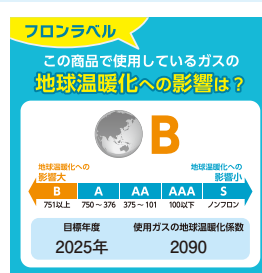 フロンラベル
この商品で使用しているガスの
地球温暖化への影響は？
B
地球温暖化への
影響大
地球温暖化への
影響小
B A AA AAA S
751以上 750～376 375～101 100以下 ノンフロン
目標年度
2025年
使用ガスの地球温暖化係数
2090